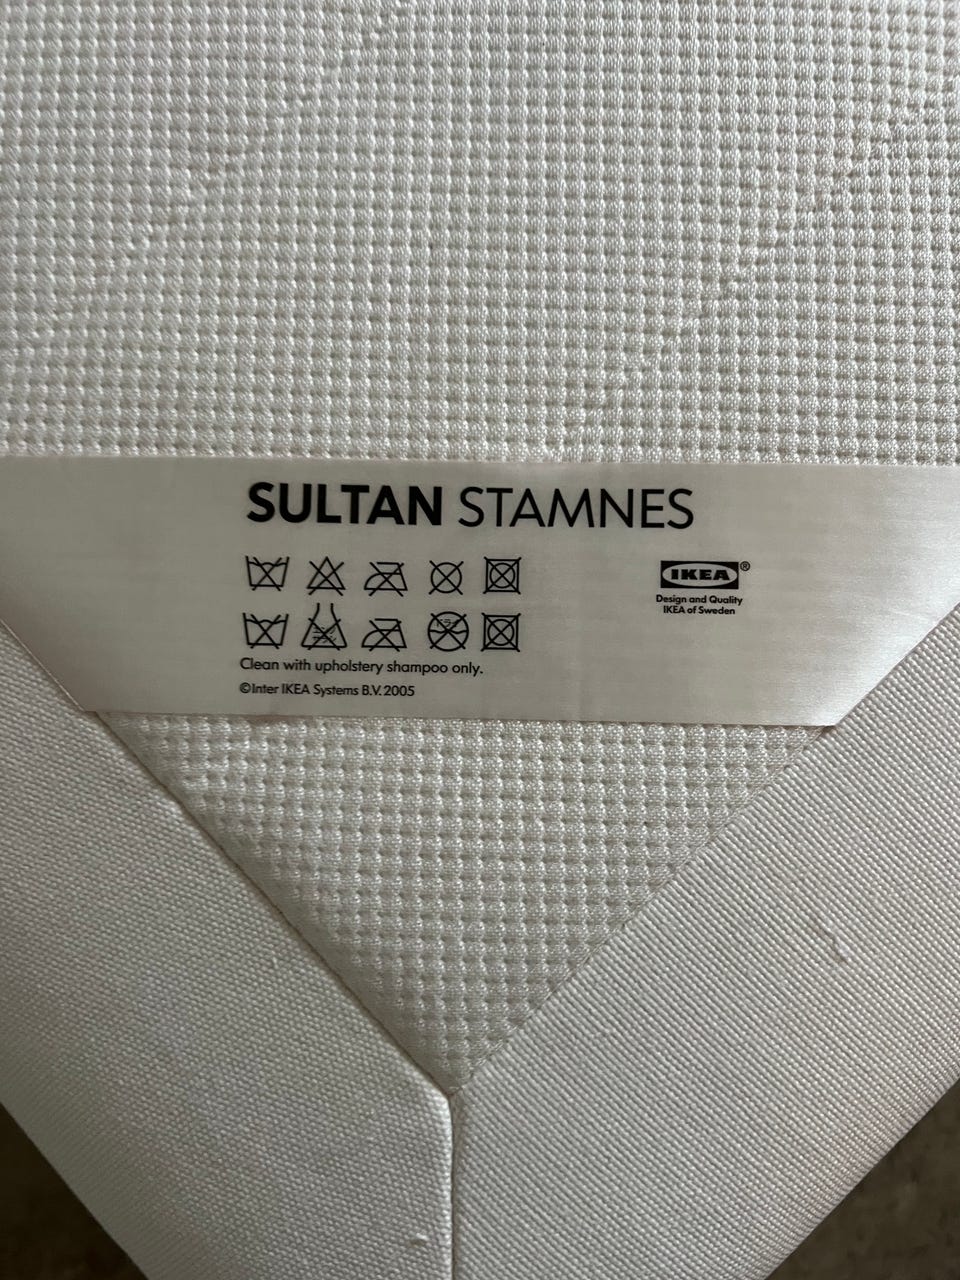 SULTAN STAMNES
IKEA®
Design and Quality
IKEA of Sweden
Clean with upholstery shampoo only.
©Inter IKEA Systems B.V. 2005